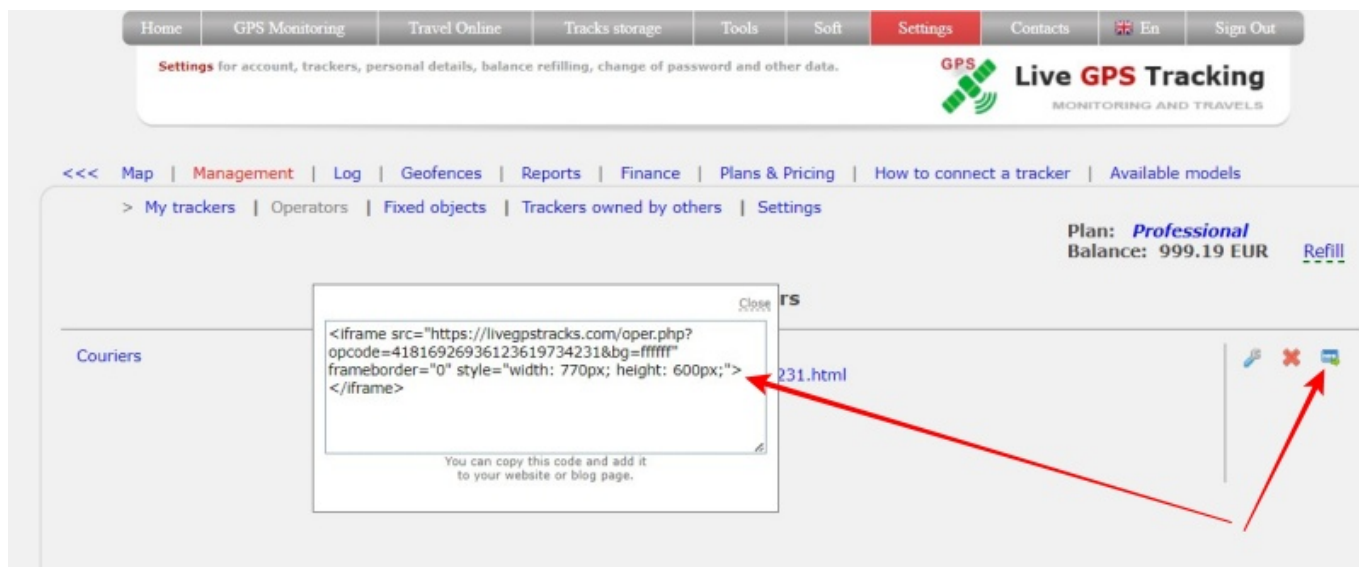 Home GPS Monitoring Travel Online Tracks storage Tools Soft Settings Contacts En Sign Out
Settings for account, trackers, personal details, balance refilling, change of password and other data.
GPS
Live GPS Tracking
MONITORING AND TRAVELS
<<< Map | Management | Log | Geofences | Reports | Finance | Plans & Pricing | How to connect a tracker | Available models
> My trackers | Operators | Fixed objects | Trackers owned by others | Settings
Plan: Professional
Balance: 999.19 EUR Refill
Close
rs
<iframe src="https://livegpstracks.com/oper.php?
opcode=41816926936123619734231&bg=ffffff"
frameborder="0" style="width: 770px; height: 600px;">
</iframe>
Couriers
231.html
You can copy this code and add it
to your website or blog page.